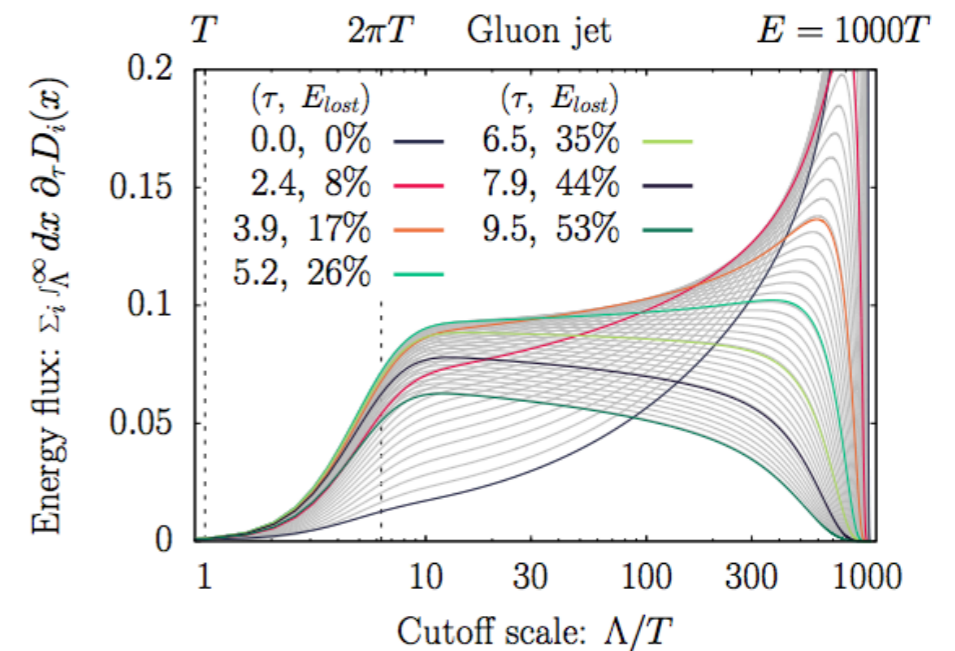 T 2πT Gluon jet E = 1000T
Energy flux: Σᵢ ∫_Λ^∞ dx ∂_τ Dᵢ(x)
0.2
0.15
0.1
0.05
0
(τ, E_lost)
0.0, 0%
2.4, 8%
3.9, 17%
5.2, 26%
(τ, E_lost)
6.5, 35%
7.9, 44%
9.5, 53%
1 10 30 100 300 1000
Cutoff scale: Λ/T